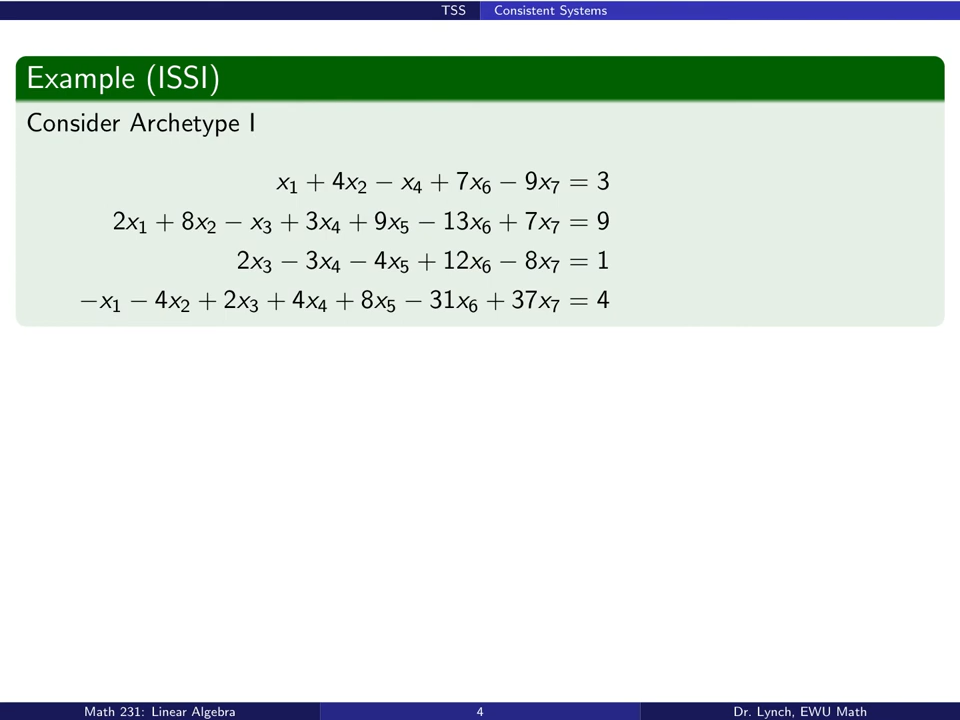 TSS Consistent Systems
Example (ISSI)
Consider Archetype I
x₁ + 4x₂ − x₄ + 7x₆ − 9x₇ = 3
2x₁ + 8x₂ − x₃ + 3x₄ + 9x₅ − 13x₆ + 7x₇ = 9
2x₃ − 3x₄ − 4x₅ + 12x₆ − 8x₇ = 1
−x₁ − 4x₂ + 2x₃ + 4x₄ + 8x₅ − 31x₆ + 37x₇ = 4
Math 231: Linear Algebra 4 Dr. Lynch, EWU Math